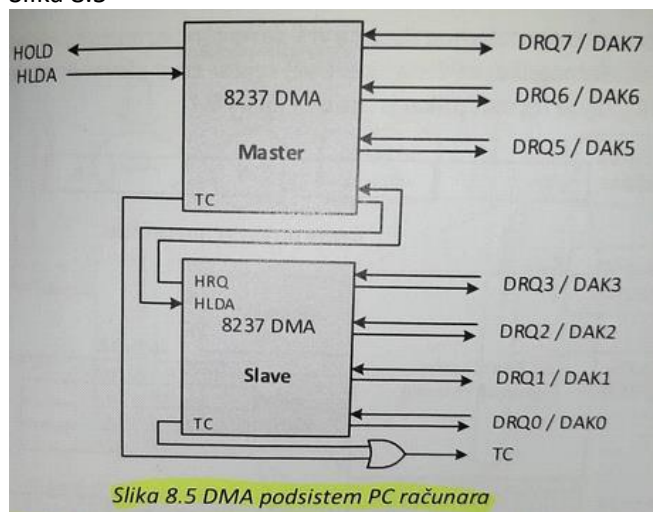 Slika 8.5
HOLD
HLDA
8237 DMA
Master
TC
DRQ7 / DAK7
DRQ6 / DAK6
DRQ5 / DAK5
HRQ
HLDA
8237 DMA
Slave
TC
DRQ3 / DAK3
DRQ2 / DAK2
DRQ1 / DAK1
DRQ0 / DAK0
TC
Slika 8.5 DMA podsistem PC računara